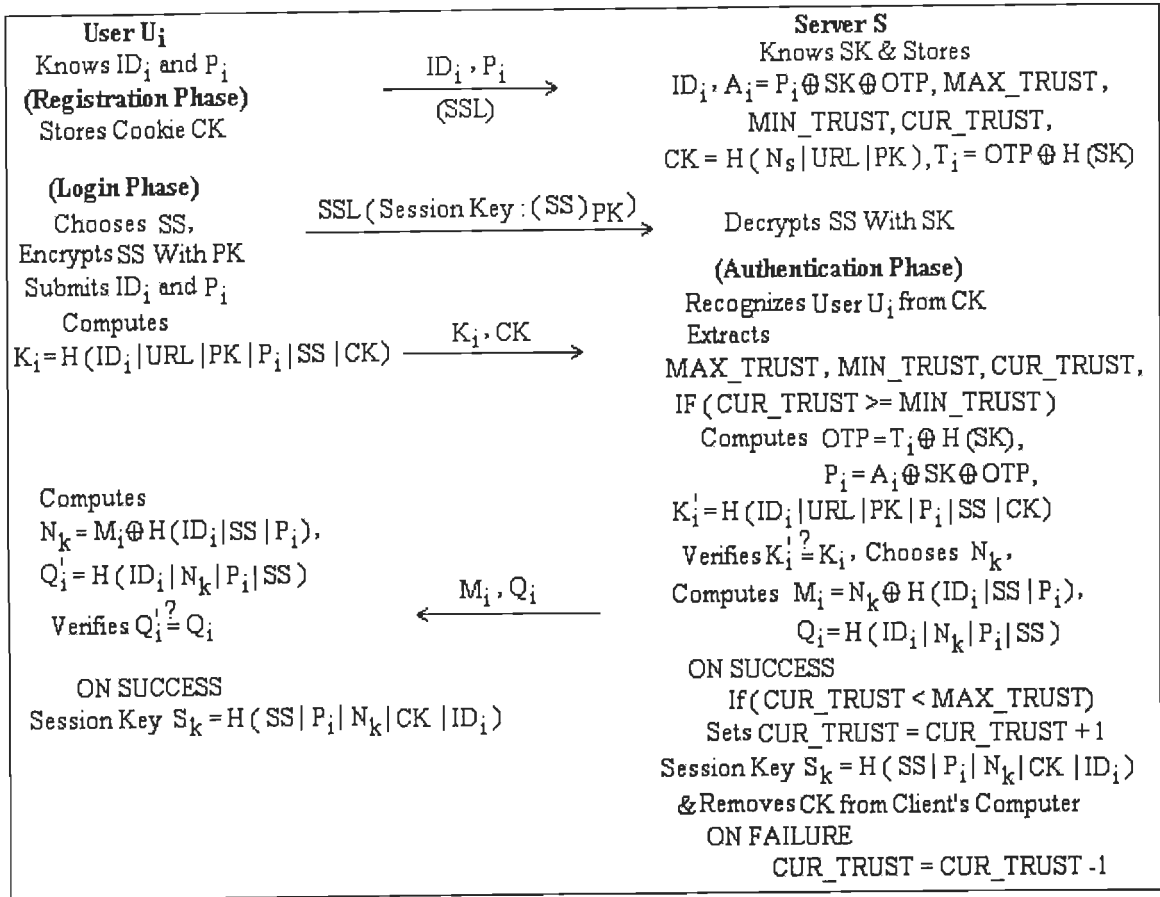 User U_i
Knows ID_i and P_i
(Registration Phase)
Stores Cookie CK
ID_i, P_i
(SSL)
Server S
Knows SK & Stores
ID_i, A_i = P_i ⊕ SK ⊕ OTP, MAX_TRUST,
MIN_TRUST, CUR_TRUST,
CK = H(N_s|URL|PK), T_i = OTP ⊕ H(SK)
(Login Phase)
Chooses SS,
Encrypts SS With PK
Submits ID_i and P_i
Computes
K_i = H(ID_i|URL|PK|P_i|SS|CK)
SSL(Session Key:(SS)_PK)
Decrypts SS With SK
(Authentication Phase)
K_i, CK
Recognizes User U_i from CK
Extracts
MAX_TRUST, MIN_TRUST, CUR_TRUST,
IF(CUR_TRUST >= MIN_TRUST)
Computes OTP = T_i ⊕ H(SK),
P_i = A_i ⊕ SK ⊕ OTP,
K_i' = H(ID_i|URL|PK|P_i|SS|CK)
Verifies K_i' ?= K_i, Chooses N_k,
Computes M_i = N_k ⊕ H(ID_i|SS|P_i),
Q_i = H(ID_i|N_k|P_i|SS)
M_i, Q_i
Computes
N_k = M_i ⊕ H(ID_i|SS|P_i),
Q_i' = H(ID_i|N_k|P_i|SS)
Verifies Q_i' ?= Q_i
ON SUCCESS
Session Key S_k = H(SS|P_i|N_k|CK|ID_i)
ON SUCCESS
If(CUR_TRUST < MAX_TRUST)
Sets CUR_TRUST = CUR_TRUST +1
Session Key S_k = H(SS|P_i|N_k|CK|ID_i)
&Removes CK from Client's Computer
ON FAILURE
CUR_TRUST = CUR_TRUST -1